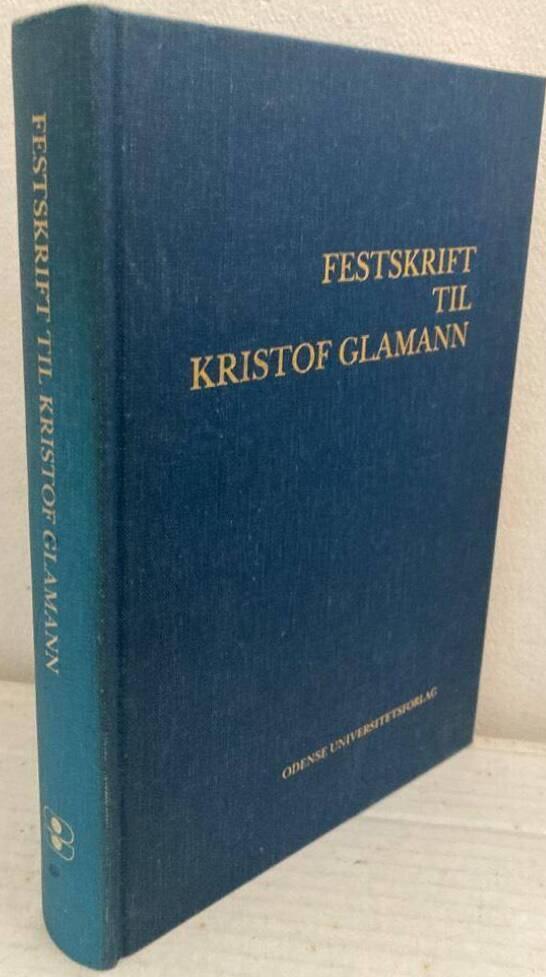 FESTSKRIFT TIL KRISTOF GLAMANN
FESTSKRIFT
TIL
KRISTOF GLAMANN
ODENSE UNIVERSITETSFORLAG